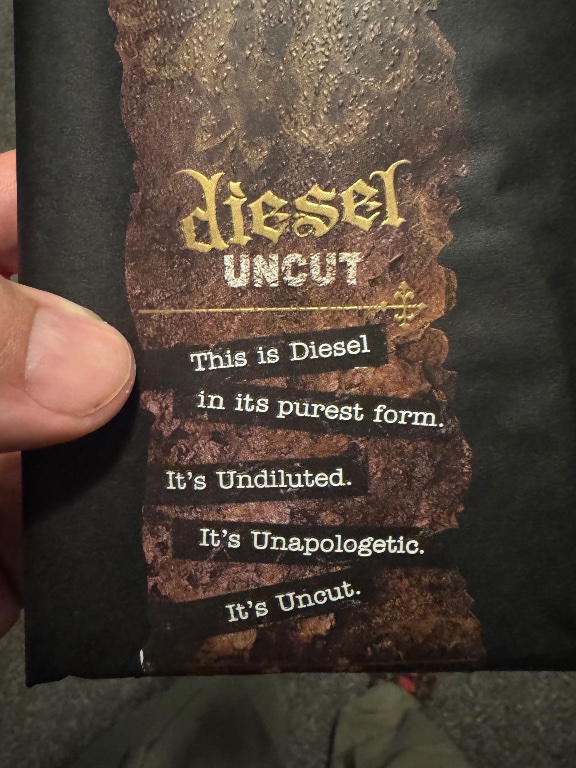 diesel
UNCUT
This is Diesel
in its purest form.
It's Undiluted.
It's Unapologetic.
It's Uncut.